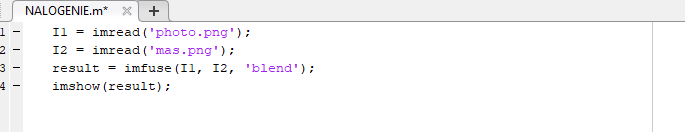 NALOGENIE.m* × +
1 - I1 = imread('photo.png');
2 - I2 = imread('mas.png');
3 - result = imfuse(I1, I2, 'blend');
4 - imshow(result);